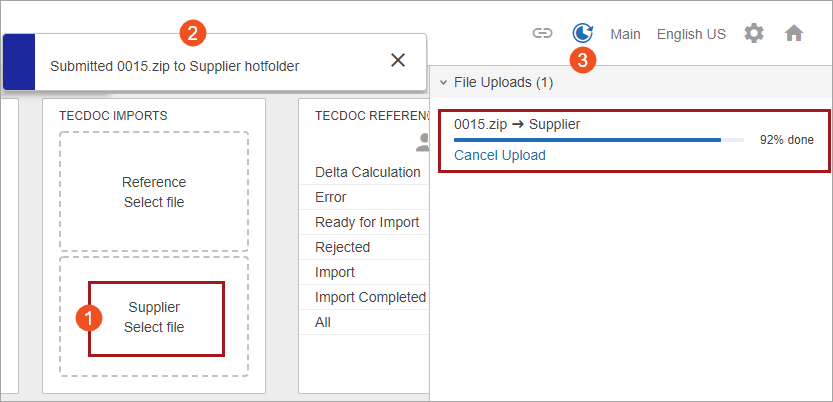 2
Submitted 0015.zip to Supplier hotfolder
3
Main
English US
File Uploads (1)
0015.zip ➔ Supplier
92% done
Cancel Upload
TECDOC IMPORTS
Reference
Select file
1
Supplier
Select file
TECDOC REFERENC
Delta Calculation
Error
Ready for Import
Rejected
Import
Import Completed
All